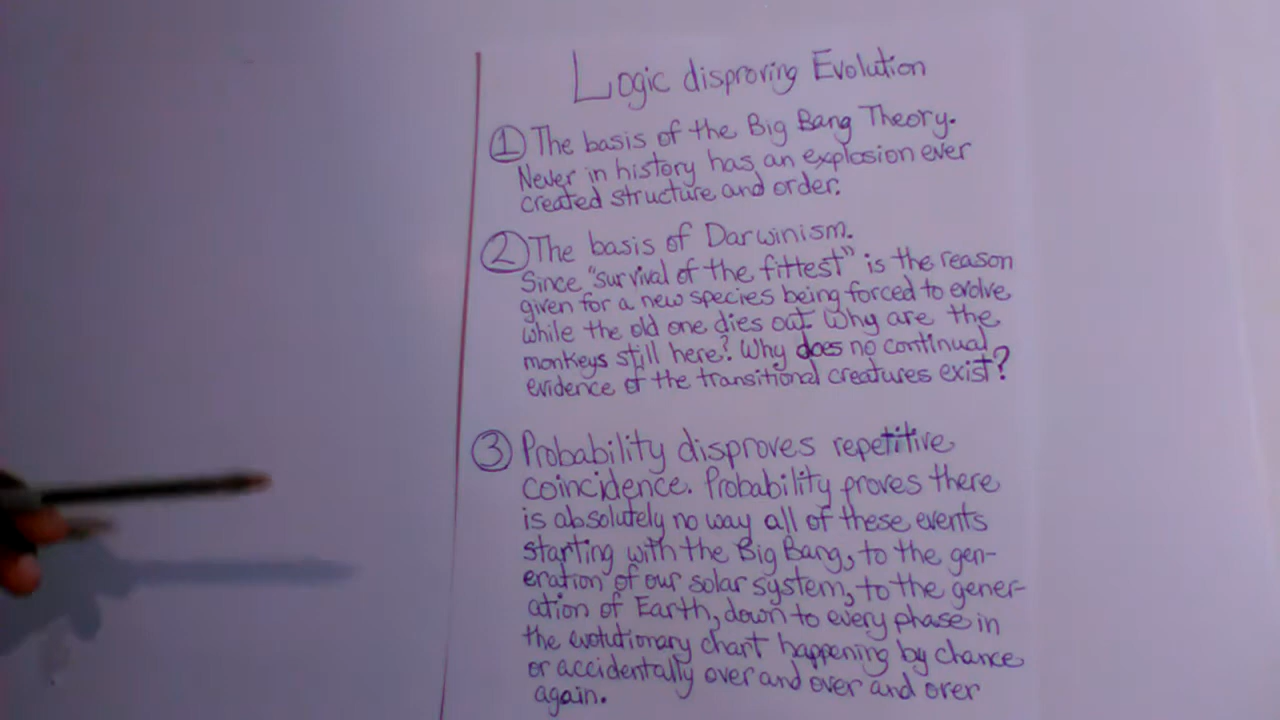 Logic disproving Evolution
① The basis of the Big Bang Theory.
Never in history has an explosion ever
created structure and order.
② The basis of Darwinism.
Since "survival of the fittest" is the reason
given for a new species being forced to evolve
while the old one dies out. Why are the
monkeys still here? Why does no continual
evidence of the transitional creatures exist?
③ Probability disproves repetitive
coincidence. Probability proves there
is absolutely no way all of these events
starting with the Big Bang, to the gen-
eration of our solar system, to the gener-
ation of Earth, down to every phase in
the evolutionary chart happening by chance
or accidentally over and over and over
again.